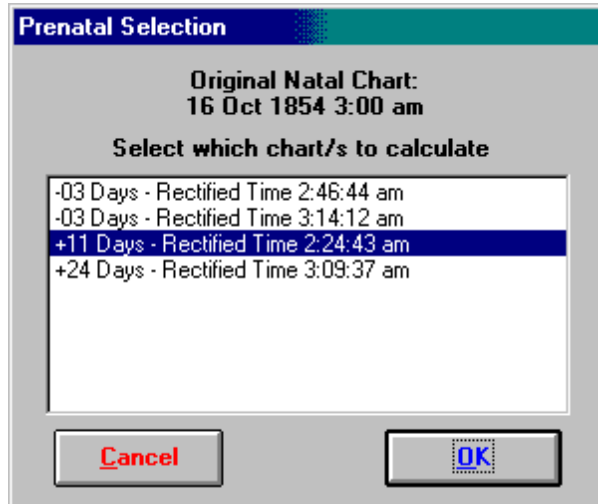 Prenatal Selection
Original Natal Chart:
16 Oct 1854 3:00 am
Select which chart/s to calculate
-03 Days - Rectified Time 2:46:44 am
-03 Days - Rectified Time 3:14:12 am
+11 Days - Rectified Time 2:24:43 am
+24 Days - Rectified Time 3:09:37 am
Cancel
OK